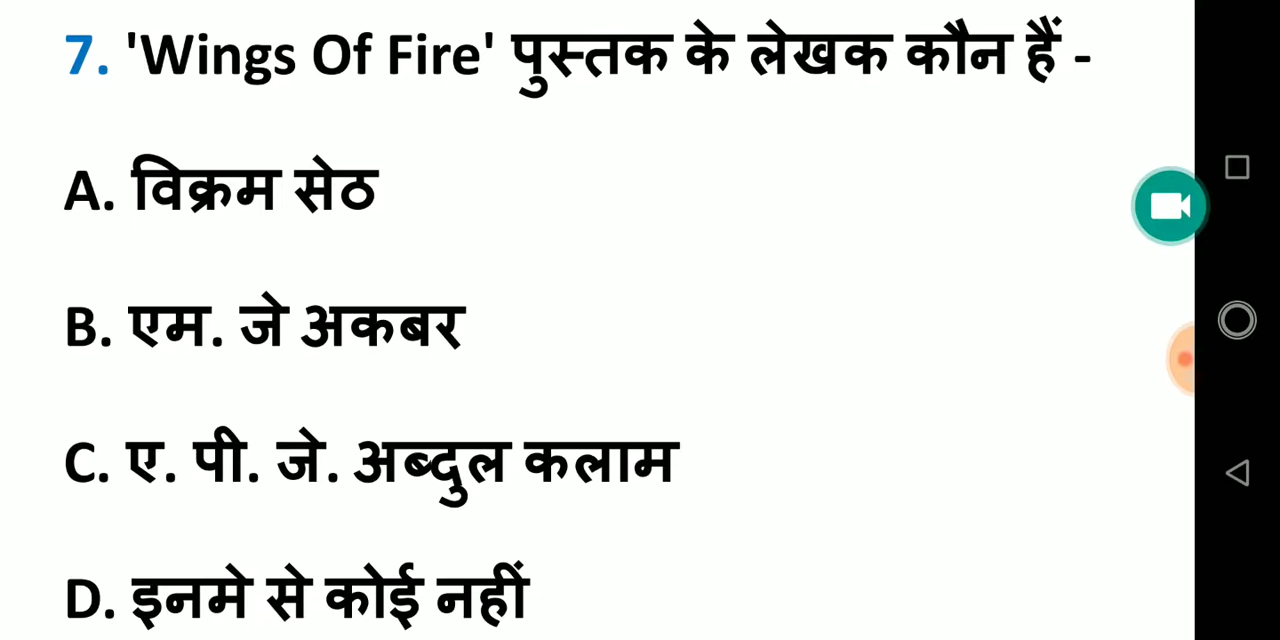 7. 'Wings Of Fire' पुस्तक के लेखक कौन हैं -
A. विक्रम सेठ
B. एम. जे अकबर
C. ए. पी. जे. अब्दुल कलाम
D. इनमे से कोई नहीं